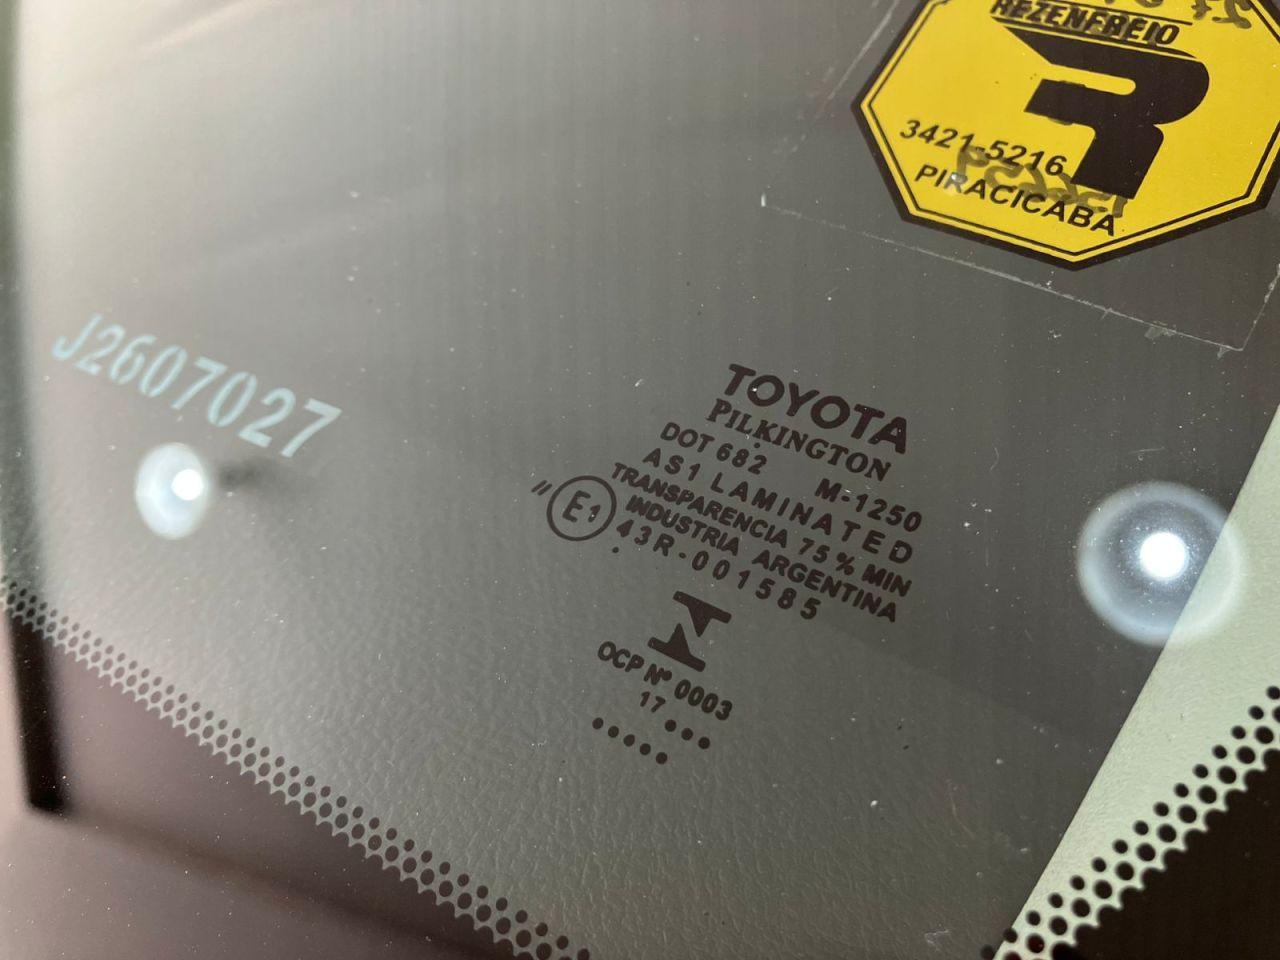 REZENFREIO
R
3421-5216
PIRACICABA
J2607027
TOYOTA
PILKINGTON
DOT 682 M-1250
AS1 LAMINATED
TRANSPARENCIA 75% MIN
INDUSTRIA ARGENTINA
E1 43R-001585
OCP Nº 0003
17